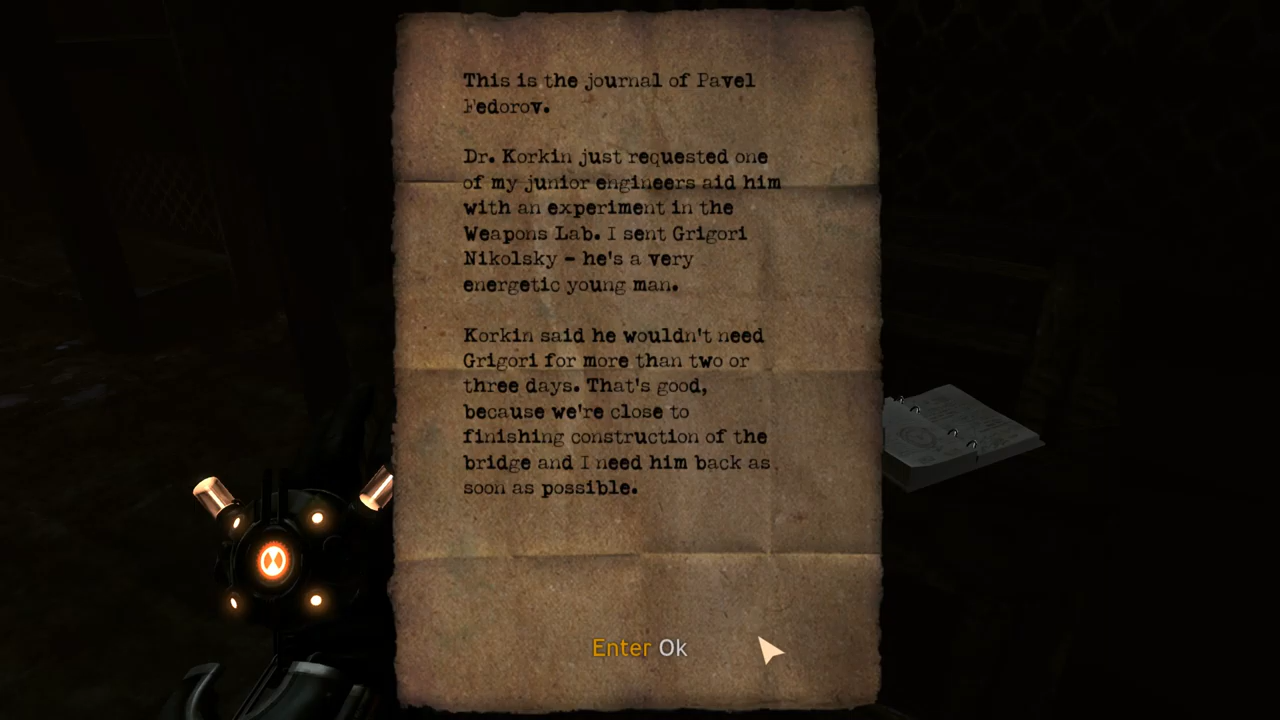 This is the journal of Pavel
Fedorov.
Dr. Korkin just requested one
of my junior engineers aid him
with an experiment in the
Weapons Lab. I sent Grigori
Nikolsky - he's a very
energetic young man.
Korkin said he wouldn't need
Grigori for more than two or
three days. That's good,
because we're close to
finishing construction of the
bridge and I need him back as
soon as possible.
Enter Ok